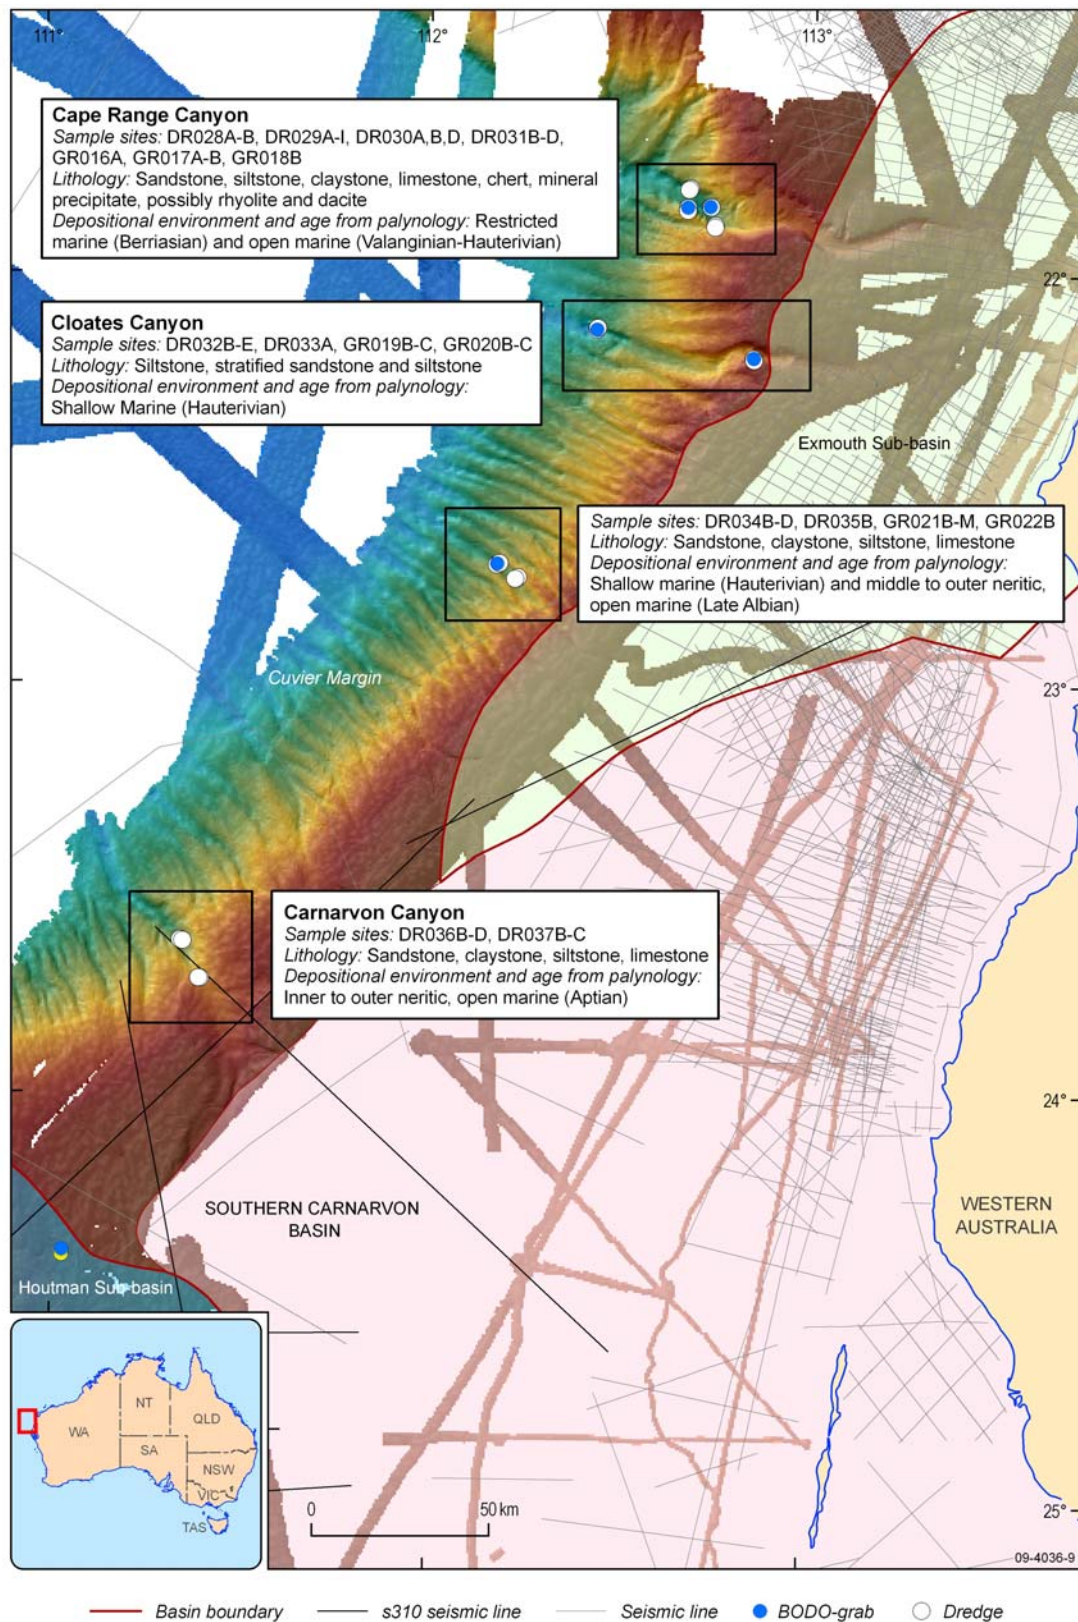 111°
112°
113°
Cape Range Canyon
Sample sites: DR028A-B, DR029A-I, DR030A,B,D, DR031B-D,
GR016A, GR017A-B, GR018B
Lithology: Sandstone, siltstone, claystone, limestone, chert, mineral
precipitate, possibly rhyolite and dacite
Depositional environment and age from palynology: Restricted
marine (Berriasian) and open marine (Valanginian-Hauterivian)
22°
Cloates Canyon
Sample sites: DR032B-E, DR033A, GR019B-C, GR020B-C
Lithology: Siltstone, stratified sandstone and siltstone
Depositional environment and age from palynology:
Shallow Marine (Hauterivian)
Exmouth Sub-basin
Sample sites: DR034B-D, DR035B, GR021B-M, GR022B
Lithology: Sandstone, claystone, siltstone, limestone
Depositional environment and age from palynology:
Shallow marine (Hauterivian) and middle to outer neritic,
open marine (Late Albian)
Cuvier Margin
23°
Carnarvon Canyon
Sample sites: DR036B-D, DR037B-C
Lithology: Sandstone, claystone, siltstone, limestone
Depositional environment and age from palynology:
Inner to outer neritic, open marine (Aptian)
24°
SOUTHERN CARNARVON
BASIN
WESTERN
AUSTRALIA
Houtman Sub-basin
NT
QLD
WA
SA
NSW
VIC
TAS
0
50 km
25°
09-4036-9
Basin boundary
s310 seismic line
Seismic line
BODO-grab
Dredge